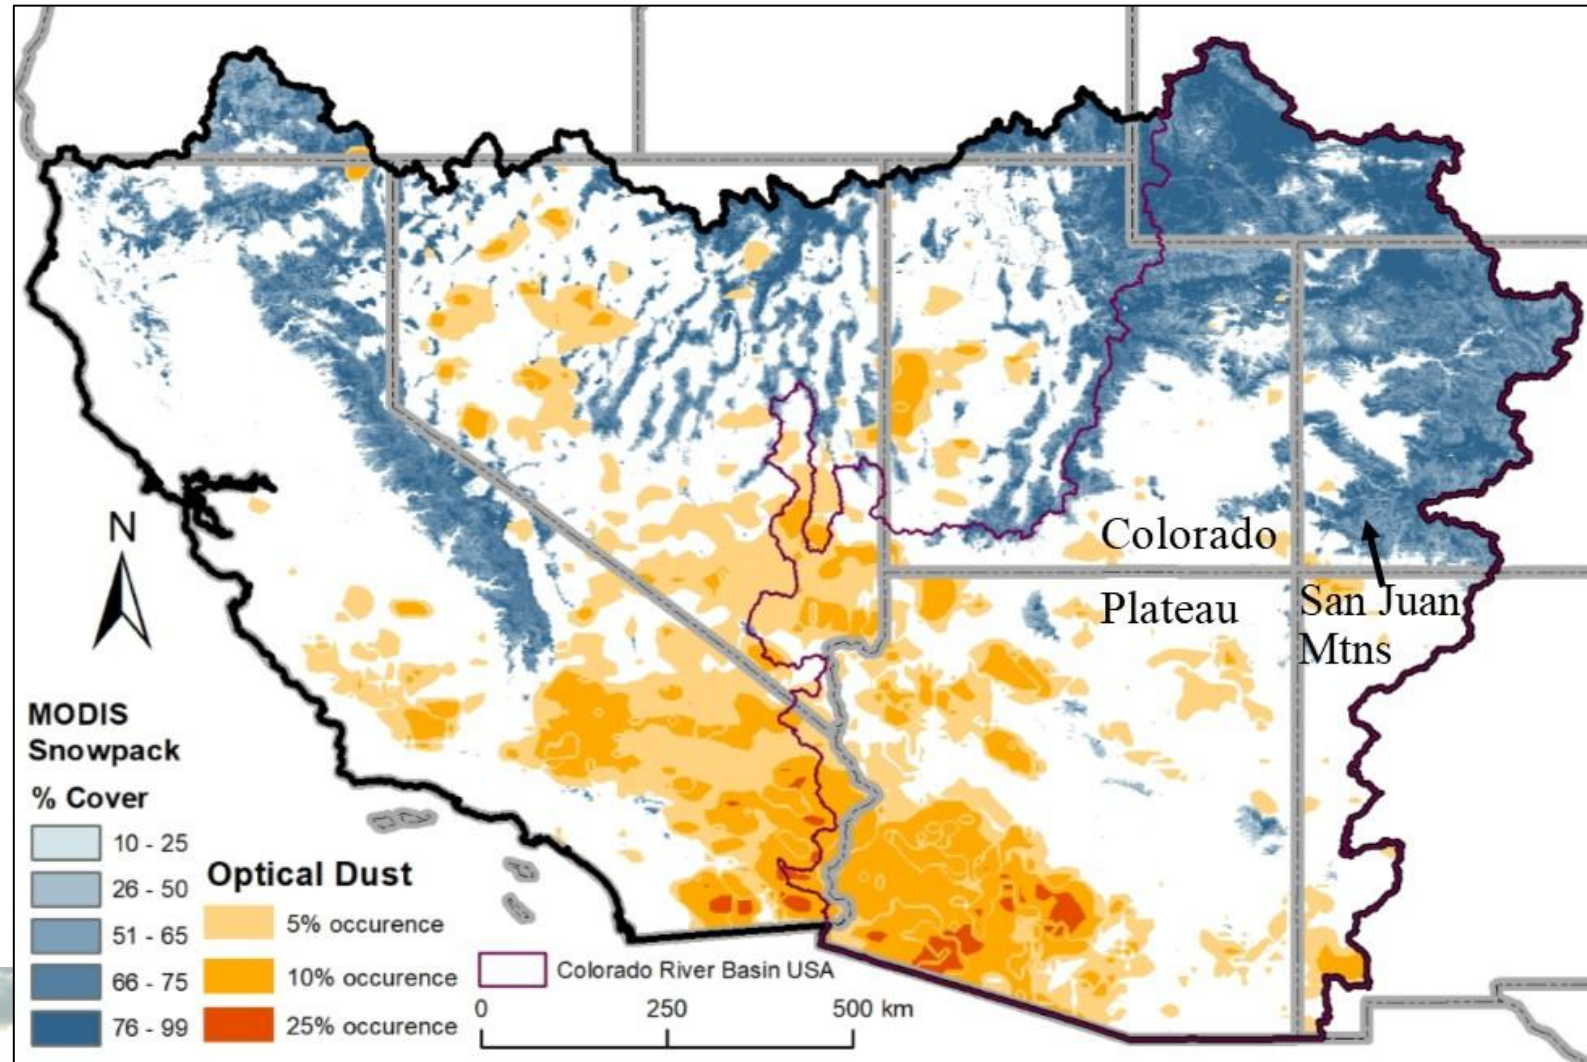 N
Colorado
Plateau
San Juan
Mtns
MODIS
Snowpack
% Cover
10 - 25
26 - 50
51 - 65
66 - 75
76 - 99
Optical Dust
5% occurence
10% occurence
25% occurence
Colorado River Basin USA
0 250 500 km